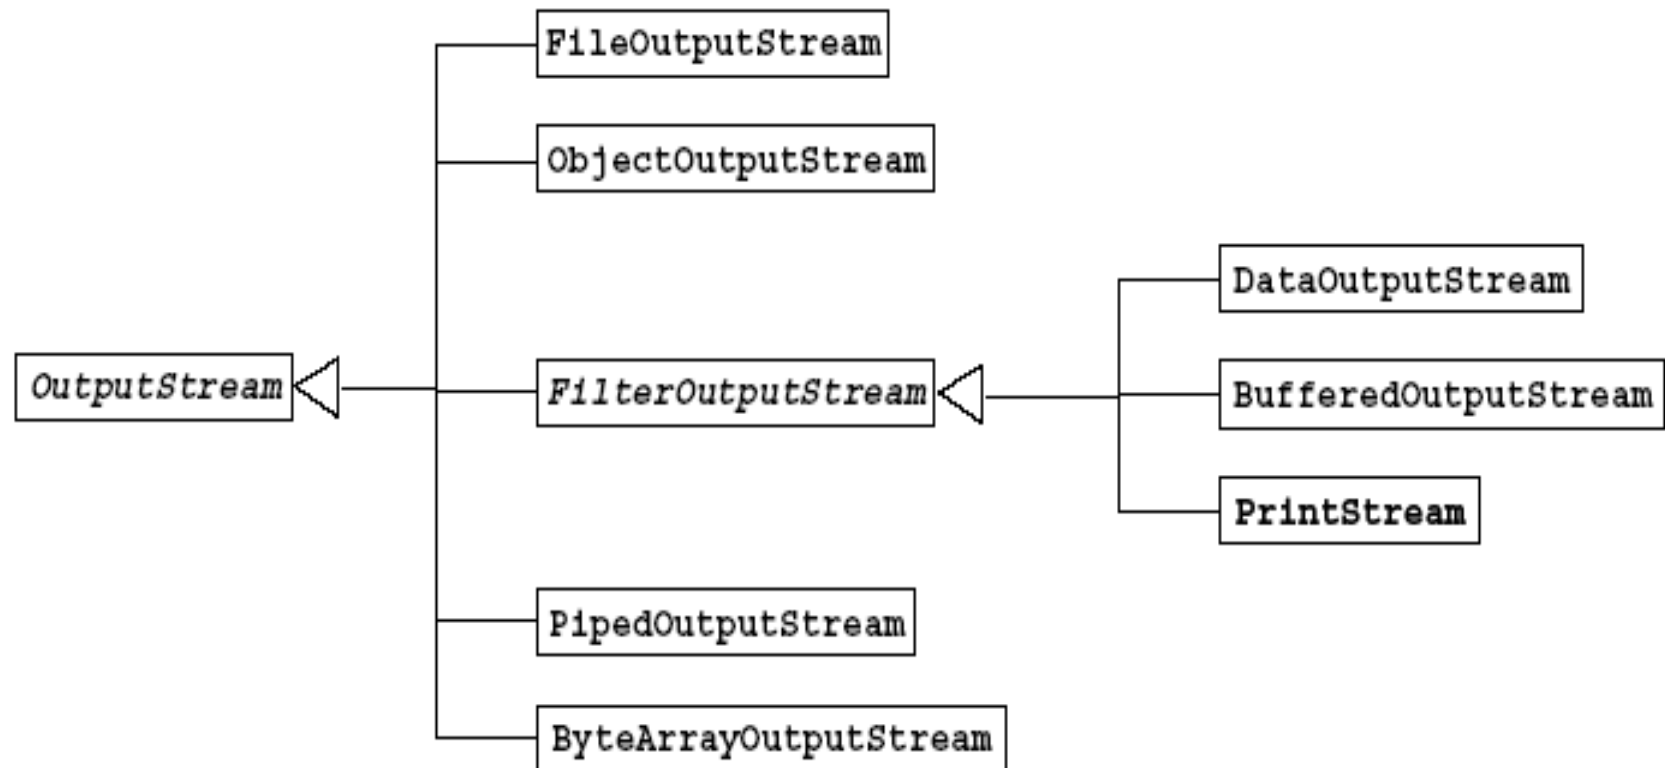 FileOutputStream
ObjectOutputStream
DataOutputStream
OutputStream
FilterOutputStream
BufferedOutputStream
PrintStream
PipedOutputStream
ByteArrayOutputStream